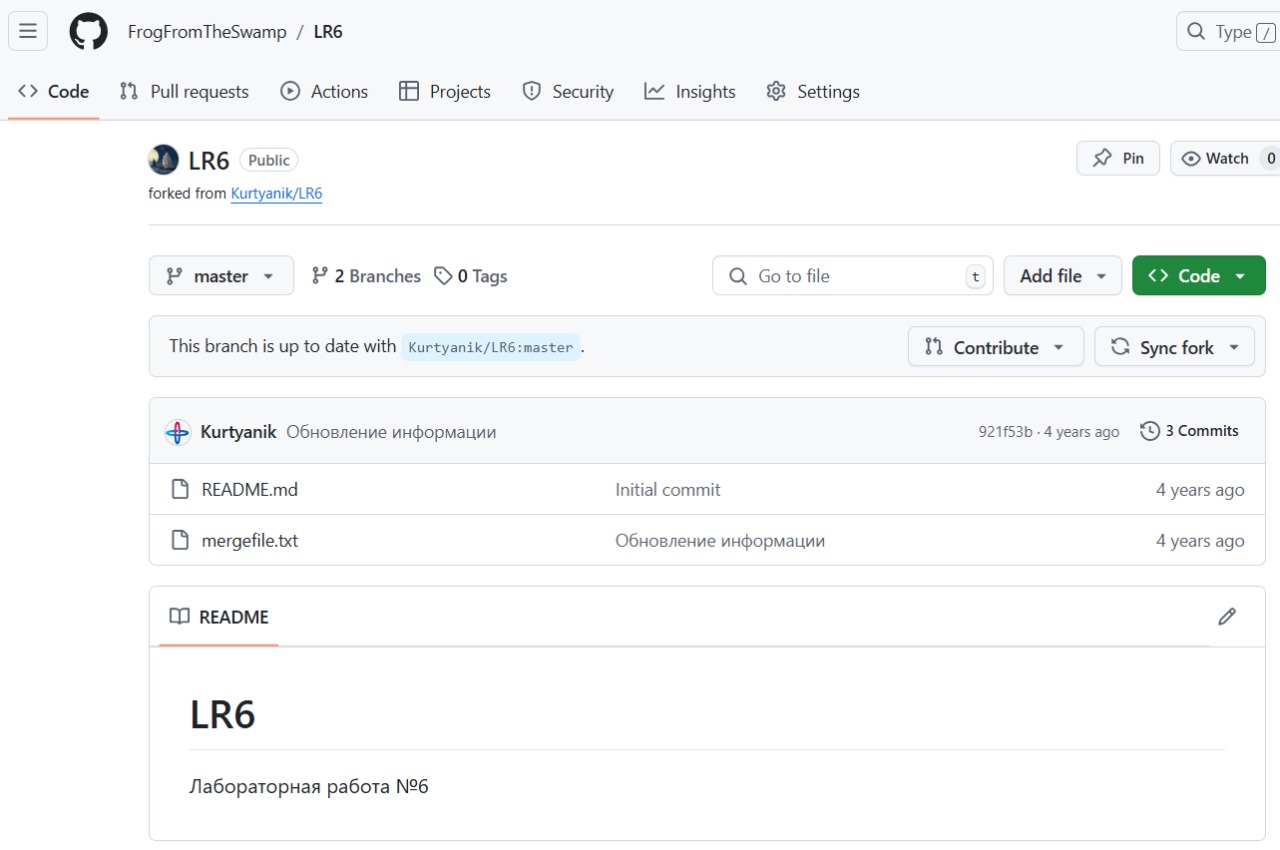 FrogFromTheSwamp / LR6
Type /
Code Pull requests Actions Projects Security Insights Settings
LR6 Public
Pin Watch 0
forked from Kurtyanik/LR6
master 2 Branches 0 Tags Go to file t Add file Code
This branch is up to date with Kurtyanik/LR6:master . Contribute Sync fork
Kurtyanik Обновление информации 921f53b · 4 years ago 3 Commits
README.md Initial commit 4 years ago
mergefile.txt Обновление информации 4 years ago
README
LR6
Лабораторная работа №6